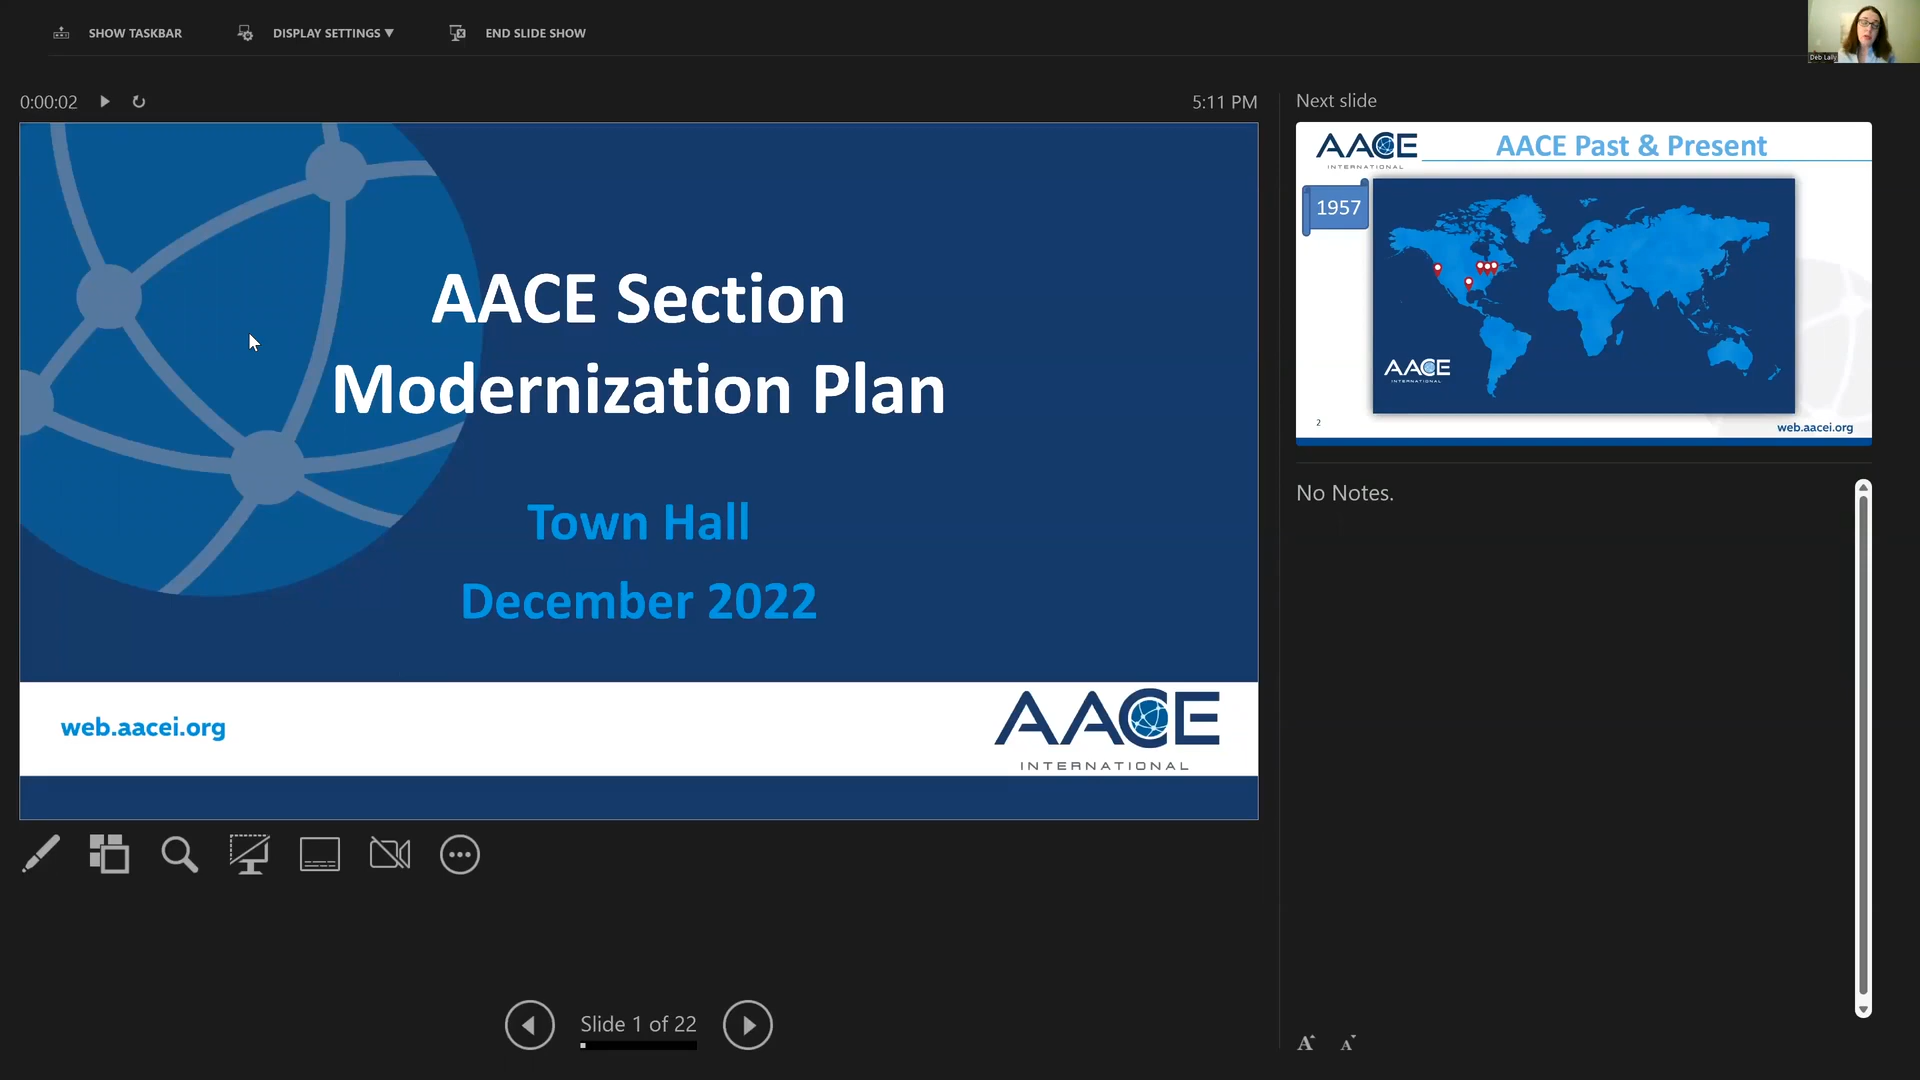 SHOW TASKBAR
DISPLAY SETTINGS ▼
END SLIDE SHOW
Deb Lally
0:00:02
5:11 PM
Next slide
AACE Section
Modernization Plan
Town Hall
December 2022
web.aacei.org
AACE
INTERNATIONAL
AACE
INTERNATIONAL
AACE Past & Present
1957
AACE
INTERNATIONAL
2
web.aacei.org
No Notes.
Slide 1 of 22
A A